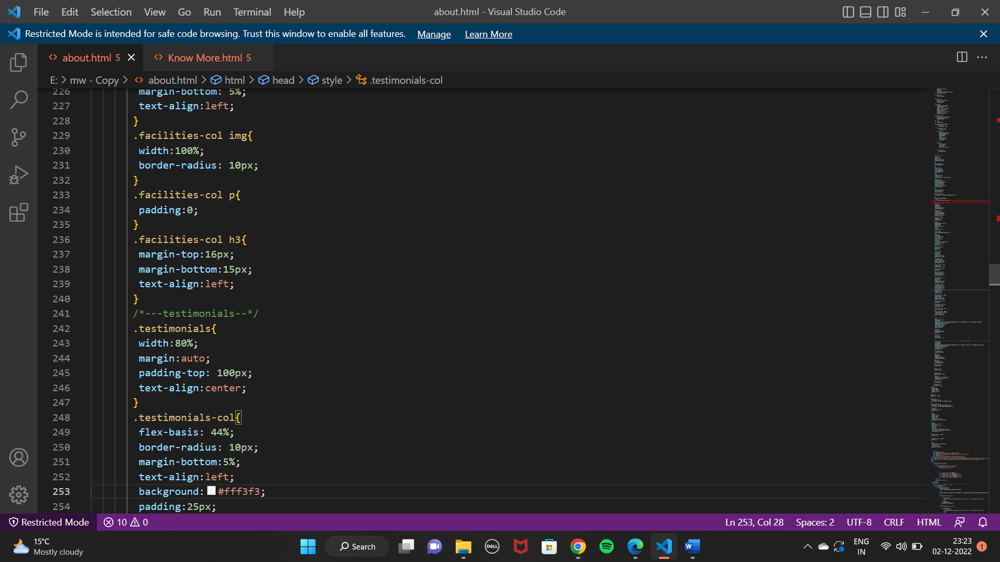 File Edit Selection View Go Run Terminal Help about.html - Visual Studio Code
Restricted Mode is intended for safe code browsing. Trust this window to enable all features. Manage Learn More
about.html 5 Know More.html 5
E: > mw - Copy > about.html > html > head > style > .testimonials-col
226 margin-bottom: 5%;
227 text-align:left;
228 }
229 .facilities-col img{
230 width:100%;
231 border-radius: 10px;
232 }
233 .facilities-col p{
234 padding:0;
235 }
236 .facilities-col h3{
237 margin-top:16px;
238 margin-bottom:15px;
239 text-align:left;
240 }
241 /*---testimonials--*/
242 .testimonials{
243 width:80%;
244 margin:auto;
245 padding-top: 100px;
246 text-align:center;
247 }
248 .testimonials-col{
249 flex-basis: 44%;
250 border-radius: 10px;
251 margin-bottom:5%;
252 text-align:left;
253 background: #fff3f3;
254 padding:25px;
Restricted Mode 10 0 Ln 253, Col 28 Spaces: 2 UTF-8 CRLF HTML
15°C
Mostly cloudy
Search
DELL
ENG
IN
23:23
02-12-2022
1